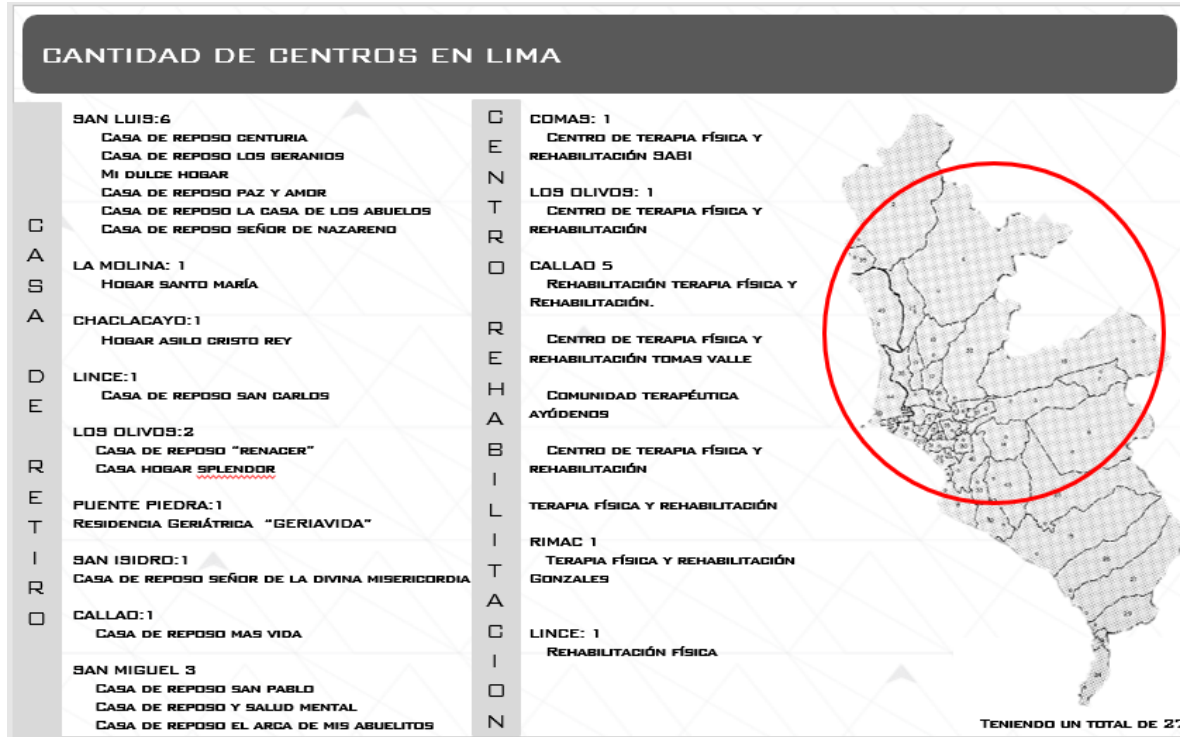 CANTIDAD DE CENTROS EN LIMA
CASA DE RETIRO
SAN LUIS:6
CASA DE REPOSO CENTURIA
CASA DE REPOSO LOS GERANIOS
MI DULCE HOGAR
CASA DE REPOSO PAZ Y AMOR
CASA DE REPOSO LA CASA DE LOS ABUELOS
CASA DE REPOSO SEÑOR DE NAZARENO
LA MOLINA: 1
HOGAR SANTO MARÍA
CHACLACAYO:1
HOGAR ASILO CRISTO REY
LINCE:1
CASA DE REPOSO SAN CARLOS
LOS OLIVOS:2
CASA DE REPOSO “RENACER”
CASA HOGAR SPLENDOR
PUENTE PIEDRA:1
RESIDENCIA GERIÁTRICA “GERIAVIDA”
SAN ISIDRO:1
CASA DE REPOSO SEÑOR DE LA DIVINA MISERICORDIA
CALLAO:1
CASA DE REPOSO MAS VIDA
SAN MIGUEL 3
CASA DE REPOSO SAN PABLO
CASA DE REPOSO Y SALUD MENTAL
CASA DE REPOSO EL ARCA DE MIS ABUELITOS
CENTRO REHABILITACION
COMAS: 1
CENTRO DE TERAPIA FÍSICA Y
REHABILITACIÓN SABI
LOS OLIVOS: 1
CENTRO DE TERAPIA FÍSICA Y
REHABILITACIÓN
CALLAO 5
REHABILITACIÓN TERAPIA FÍSICA Y
REHABILITACIÓN.
CENTRO DE TERAPIA FÍSICA Y
REHABILITACIÓN TOMAS VALLE
COMUNIDAD TERAPÉUTICA
AYÚDENOS
CENTRO DE TERAPIA FÍSICA Y
REHABILITACIÓN
TERAPIA FÍSICA Y REHABILITACIÓN
RIMAC 1
TERAPIA FÍSICA Y REHABILITACIÓN
GONZALES
LINCE: 1
REHABILITACIÓN FÍSICA
TENIENDO UN TOTAL DE 27